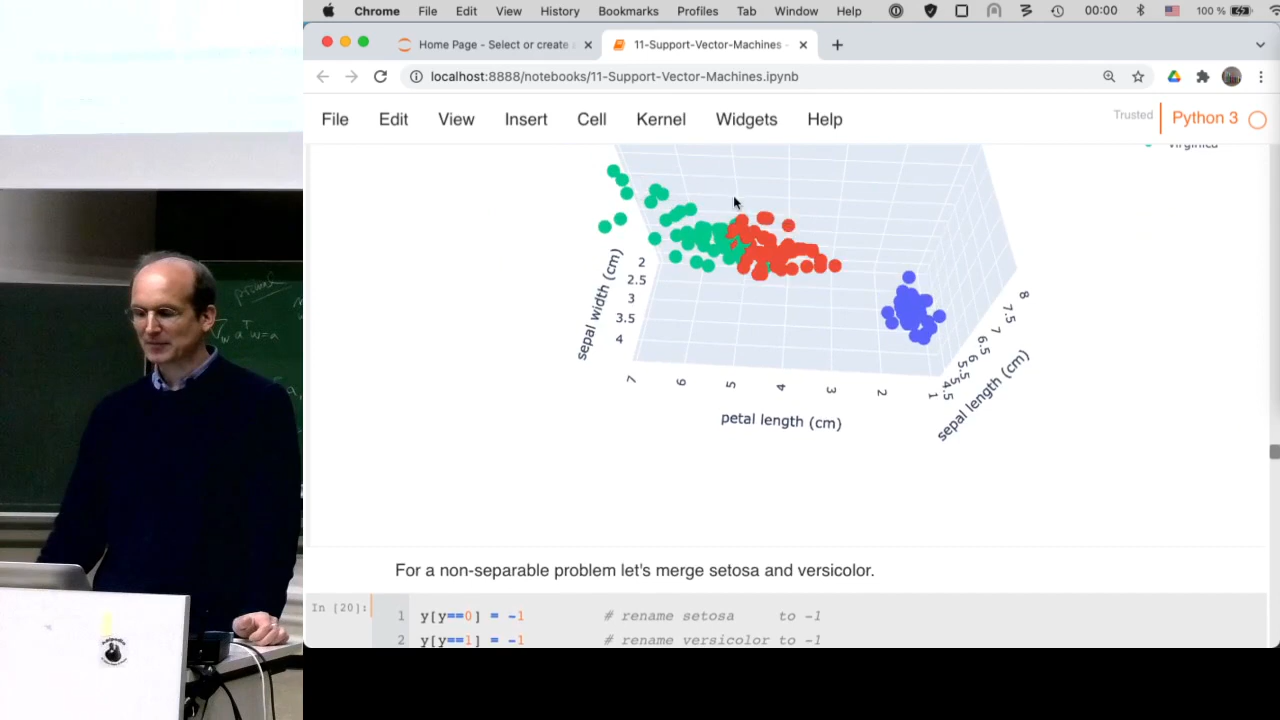 Chrome File Edit View History Bookmarks Profiles Tab Window Help 00:00 100 %
Home Page - Select or create a
11-Support-Vector-Machines -
localhost:8888/notebooks/11-Support-Vector-Machines.ipynb
File Edit View Insert Cell Kernel Widgets Help Trusted Python 3
virginica
sepal width (cm)
2
2.5
3
3.5
4
7 6 5 4 3 2 1
petal length (cm)
4.5 5 5.5 6 6.5 7 7.5 8
sepal length (cm)
For a non-separable problem let's merge setosa and versicolor.
In [20]:
1 y[y==0] = -1 # rename setosa to -1
2 y[y==1] = -1 # rename versicolor to -1
primal